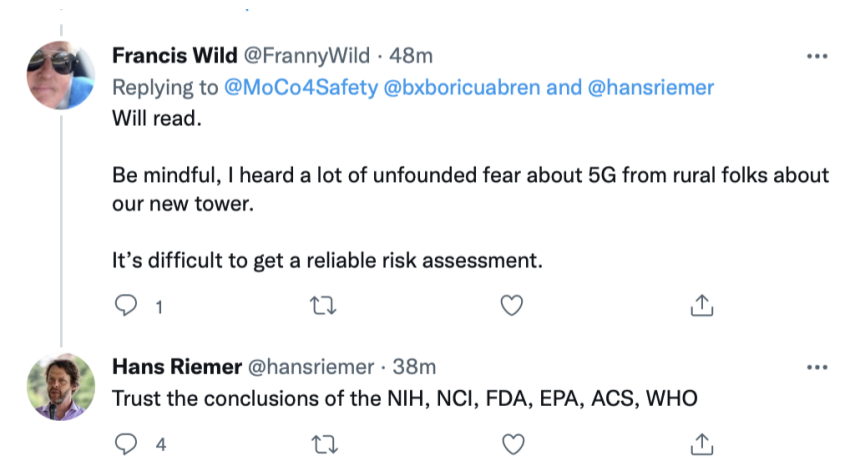 Francis Wild @FrannyWild · 48m
Replying to @MoCo4Safety @bxboricuabren and @hansriemer
Will read.
Be mindful, I heard a lot of unfounded fear about 5G from rural folks about
our new tower.
It’s difficult to get a reliable risk assessment.
1
Hans Riemer @hansriemer · 38m
Trust the conclusions of the NIH, NCI, FDA, EPA, ACS, WHO
4